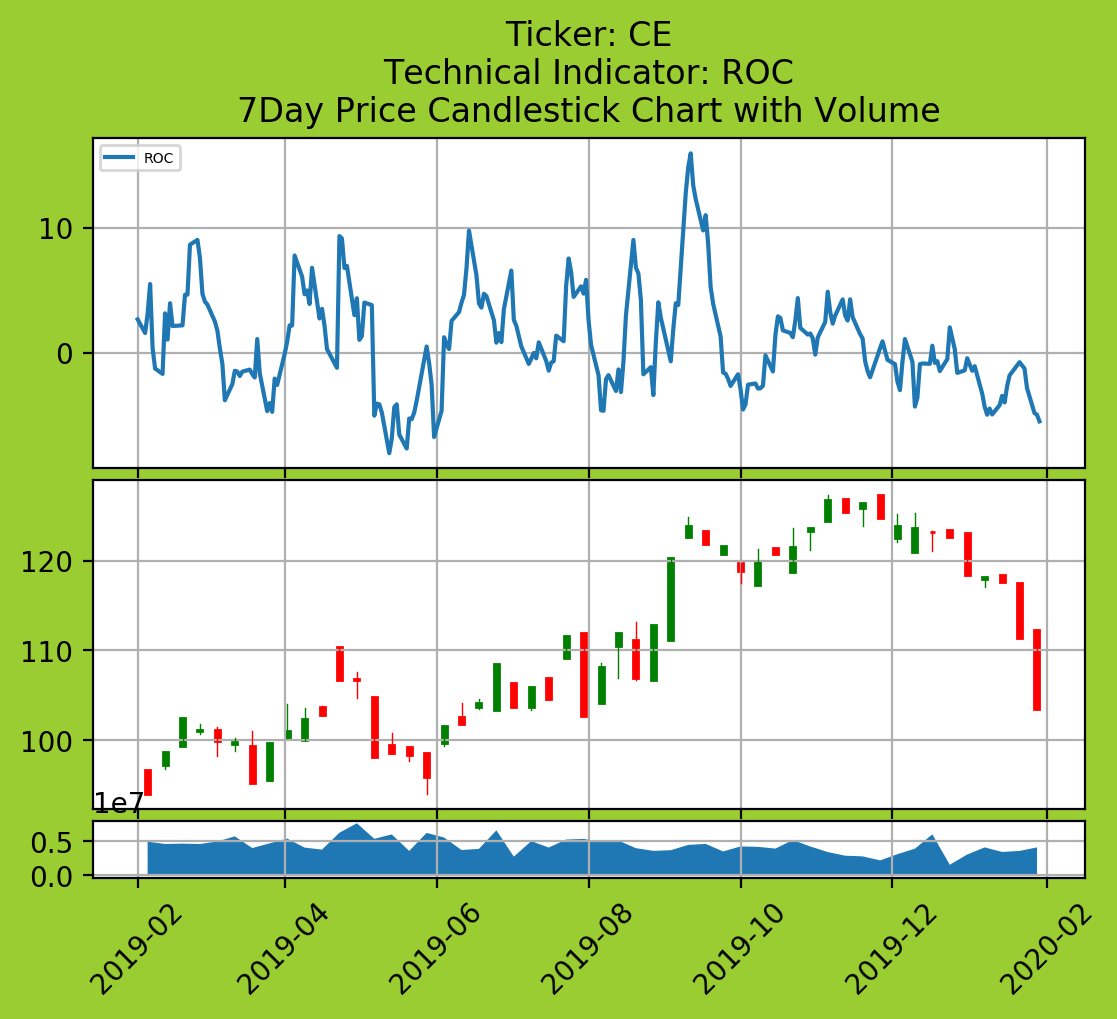 Ticker: CE
Technical Indicator: ROC
7Day Price Candlestick Chart with Volume
ROC
10
0
120
110
100
1e7
0.5
0.0
2019-02
2019-04
2019-06
2019-08
2019-10
2019-12
2020-02